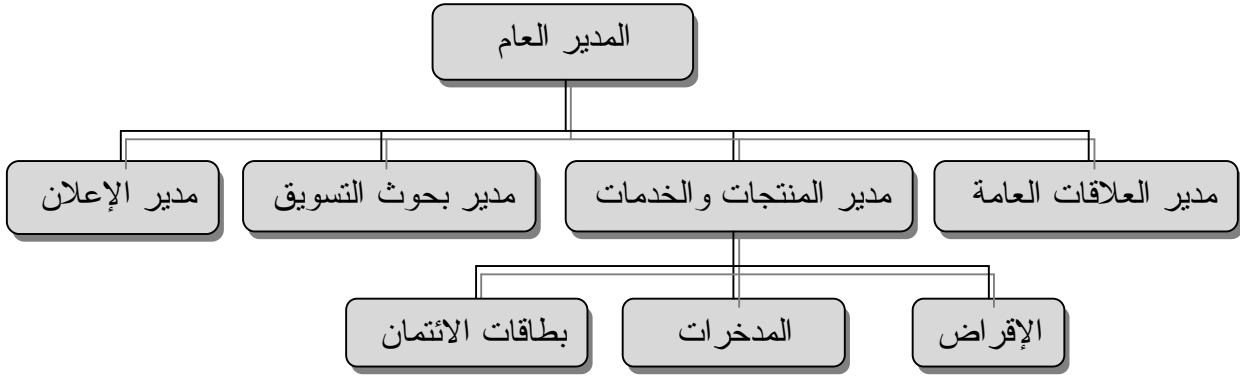 المدير العام
مدير العلاقات العامة
مدير المنتجات والخدمات
مدير بحوث التسويق
مدير الإعلان
الإقراض
المدخرات
بطاقات الائتمان